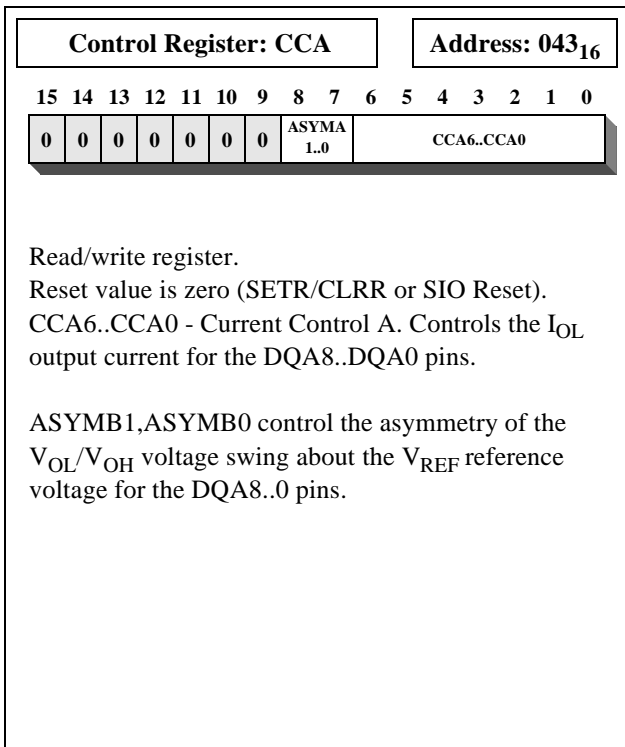 Control Register: CCA
Address: 043₁₆
15 14 13 12 11 10 9 8 7 6 5 4 3 2 1 0
0 0 0 0 0 0 0 ASYMA CCA6..CCA0
1..0
Read/write register.
Reset value is zero (SETR/CLRR or SIO Reset).
CCA6..CCA0 - Current Control A. Controls the I_OL
output current for the DQA8..DQA0 pins.
ASYMB1,ASYMB0 control the asymmetry of the
V_OL/V_OH voltage swing about the V_REF reference
voltage for the DQA8..0 pins.